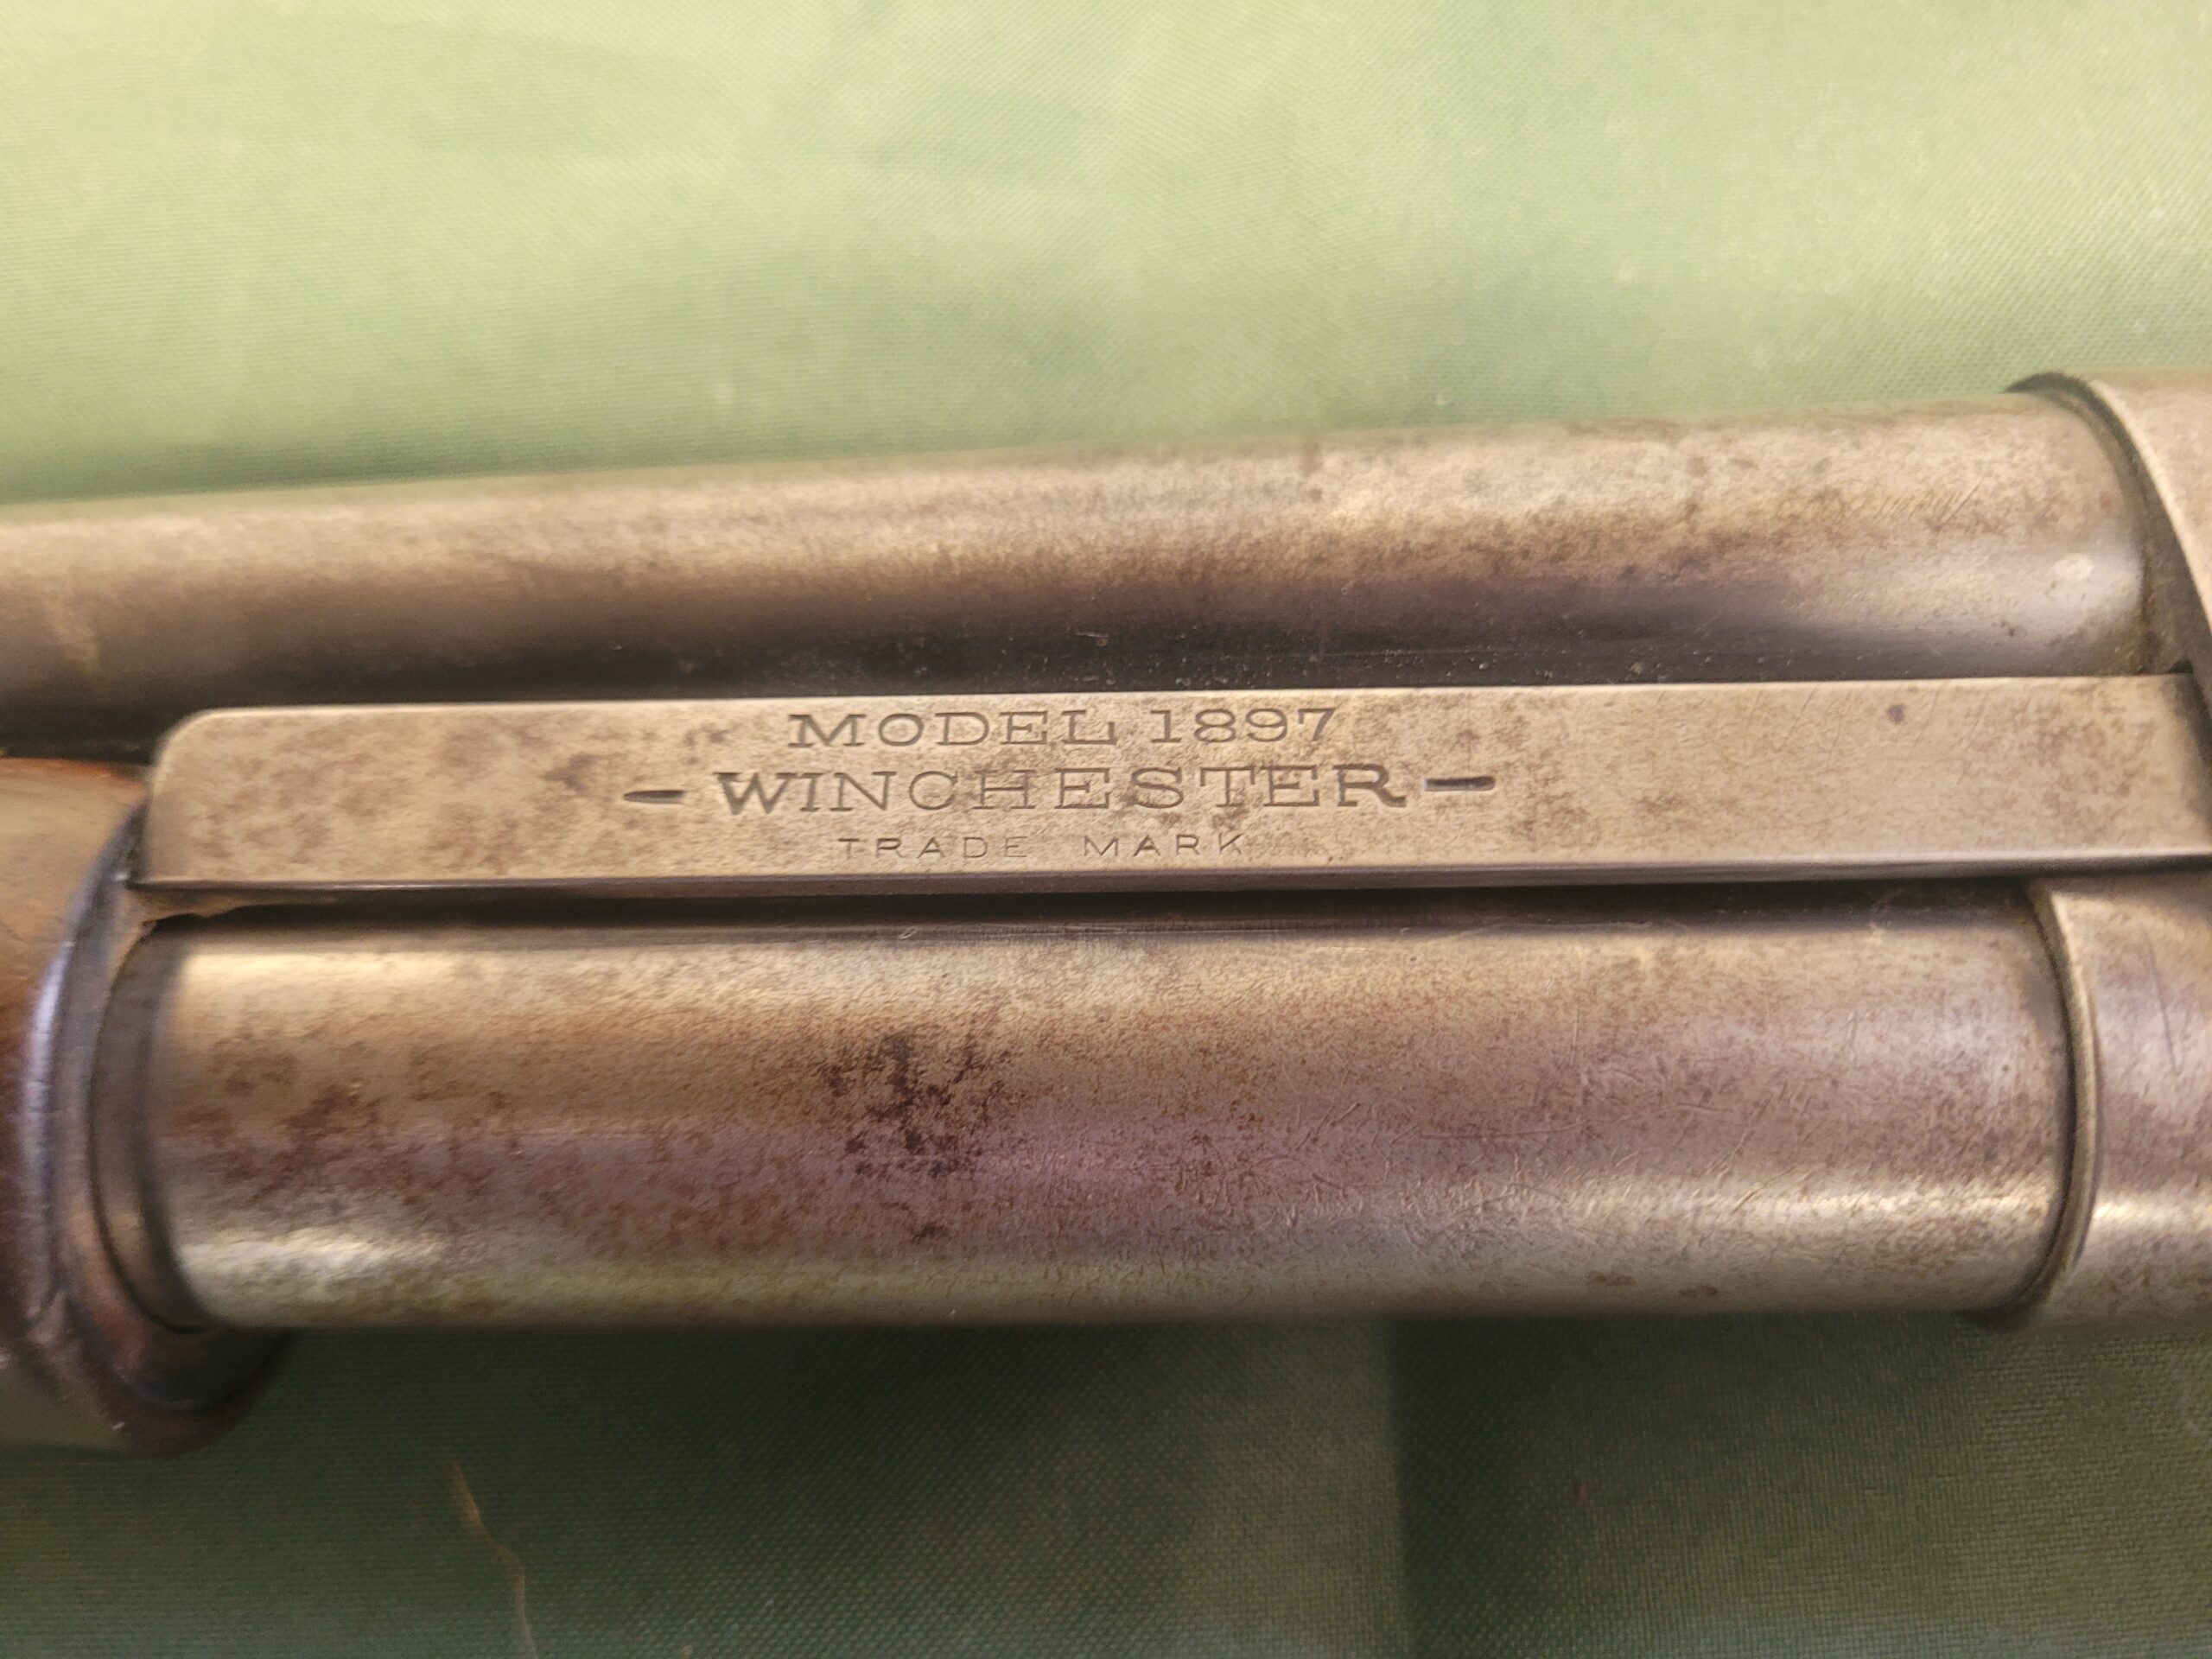 MODEL 1897
-WINCHESTER-
TRADE MARK